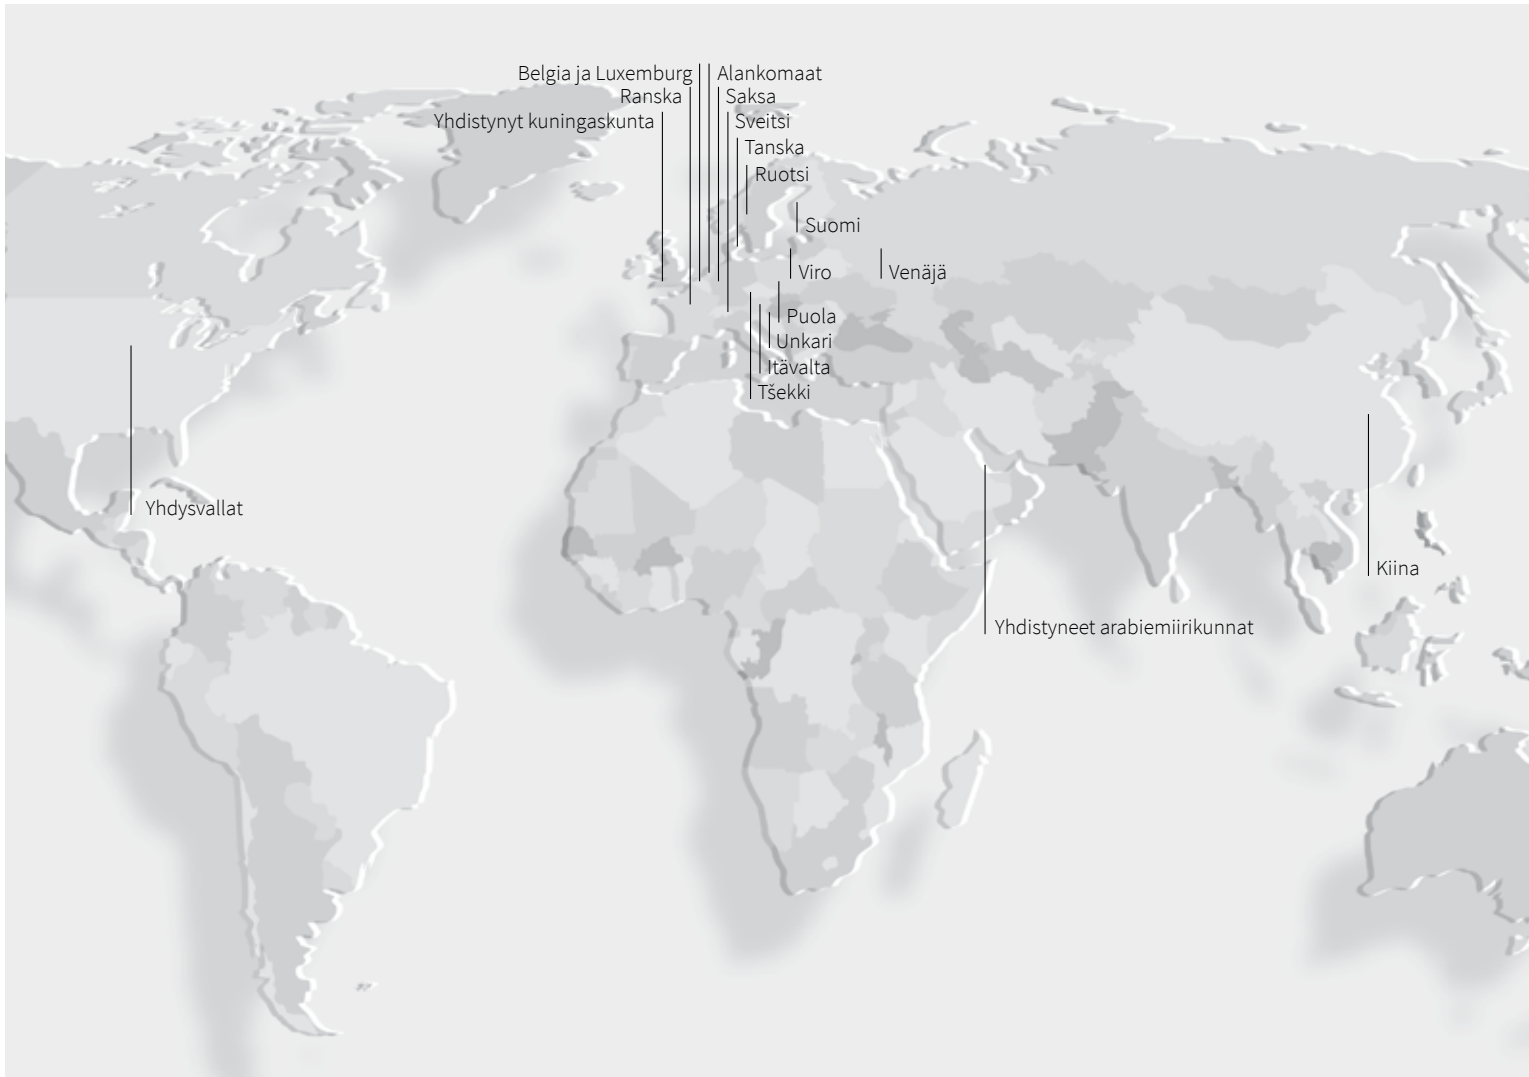 Belgia ja Luxemburg
Alankomaat
Ranska
Saksa
Yhdistynyt kuningaskunta
Sveitsi
Tanska
Ruotsi
Suomi
Viro
Venäjä
Puola
Unkari
Itävalta
Tšekki
Yhdysvallat
Kiina
Yhdistyneet arabiemiirikunnat